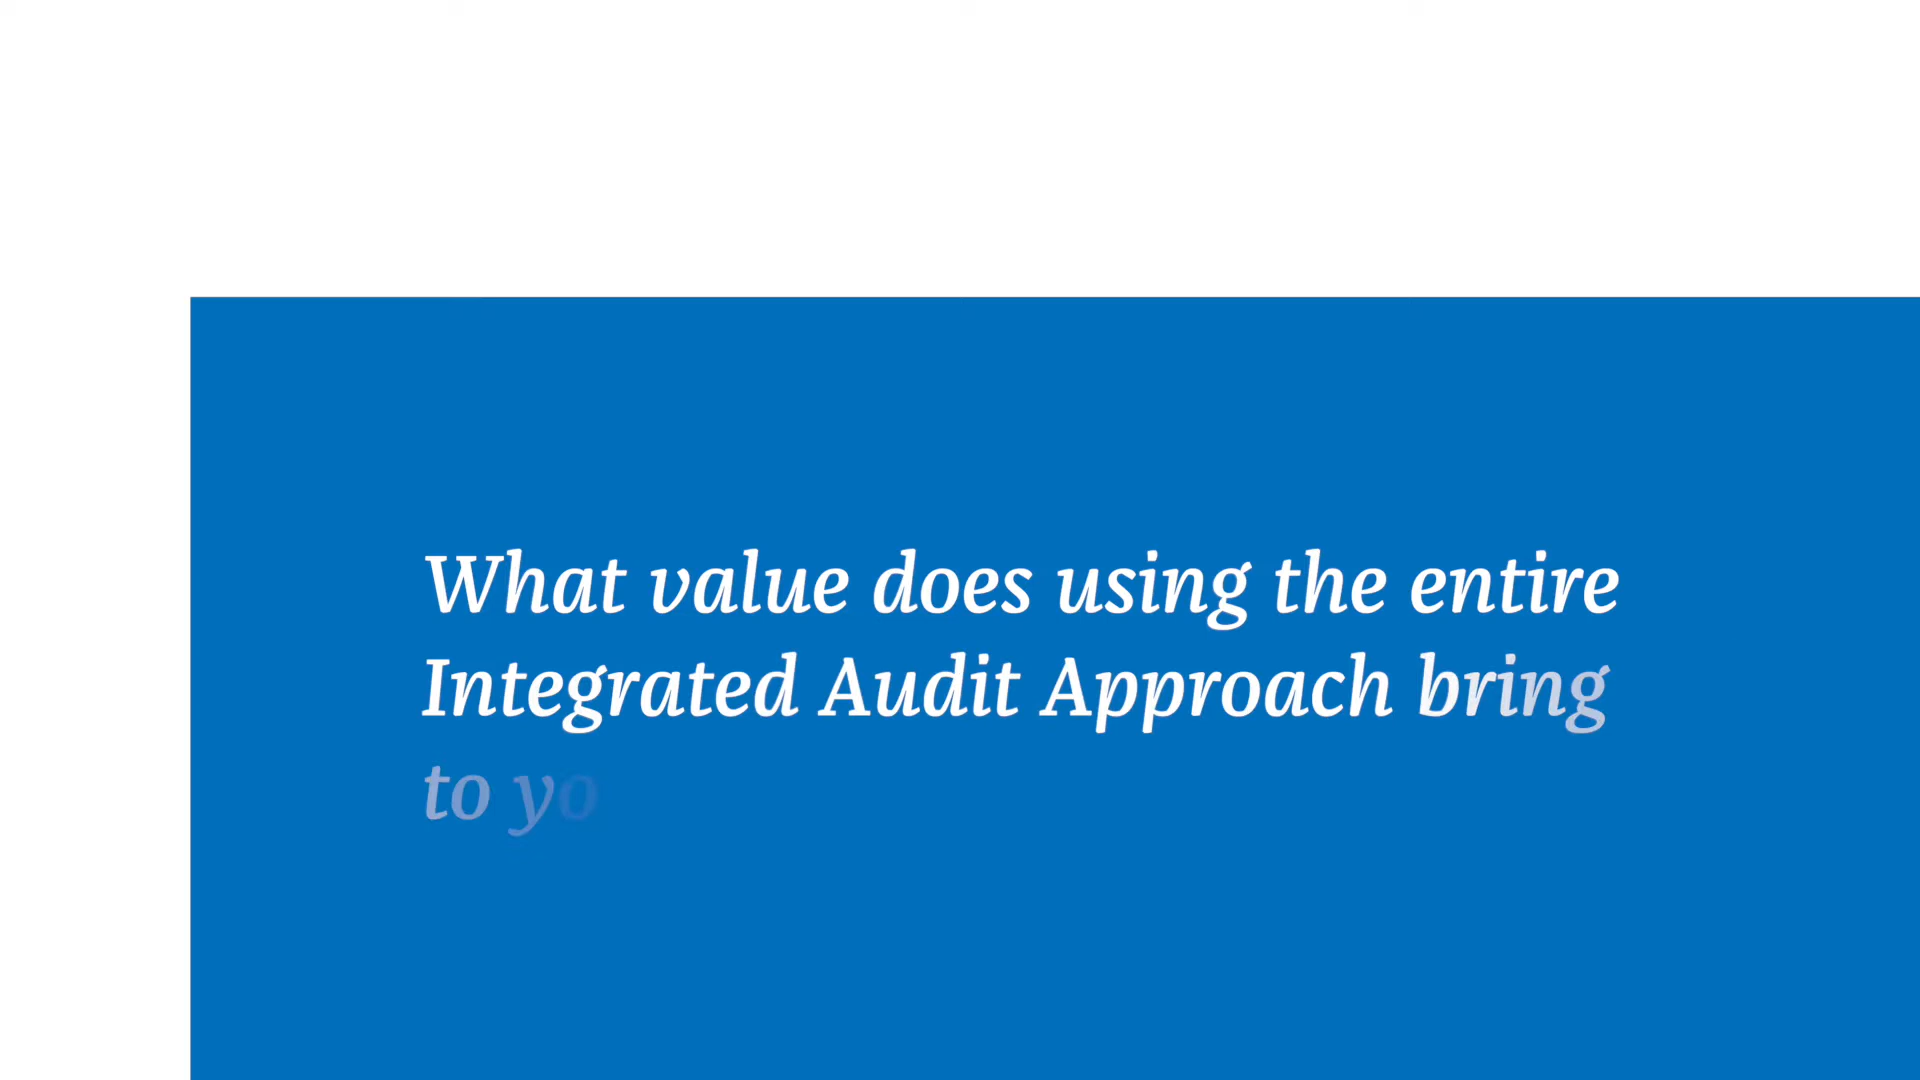 What value does using the entire
Integrated Audit Approach bring
to yo